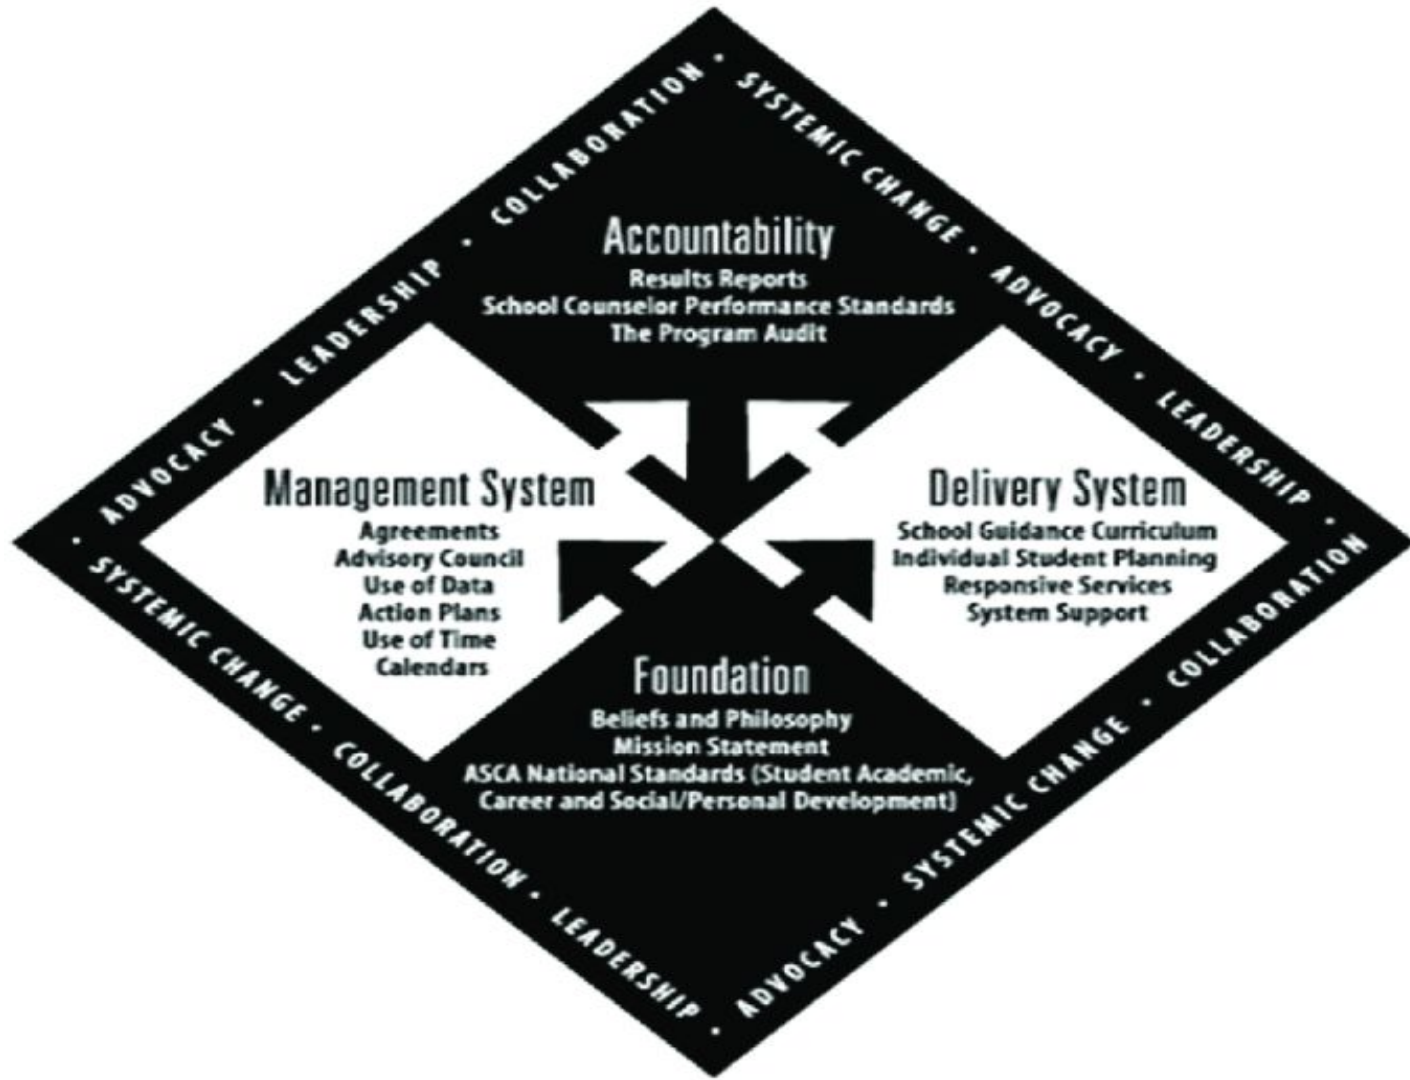 COLLABORATION • SYSTEMIC CHANGE •
LEADERSHIP •
ADVOCACY •
ADVOCACY •
LEADERSHIP •
Accountability
Results Reports
School Counselor Performance Standards
The Program Audit
Management System
Agreements
Advisory Council
Use of Data
Action Plans
Use of Time
Calendars
Delivery System
School Guidance Curriculum
Individual Student Planning
Responsive Services
System Support
Foundation
Beliefs and Philosophy
Mission Statement
ASCA National Standards (Student Academic,
Career and Social/Personal Development)
• SYSTEMIC CHANGE • COLLABORATION • LEADERSHIP •
ADVOCACY • SYSTEMIC CHANGE • COLLABORATION